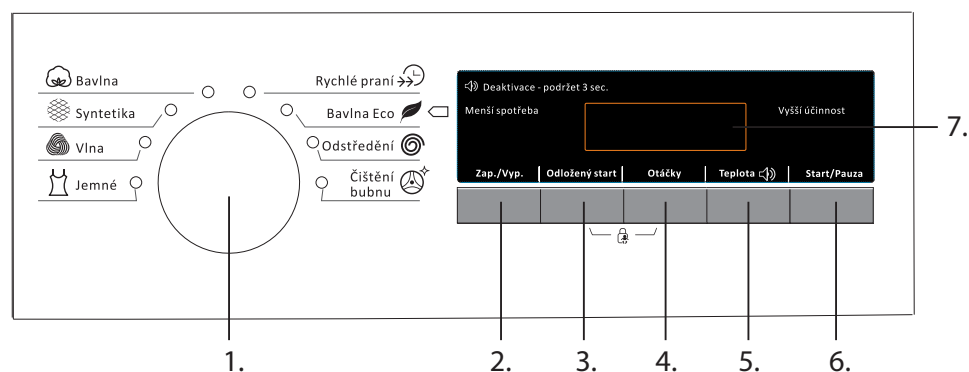 Bavlna
Syntetika
Vlna
Jemné
Rychlé praní
Bavlna Eco
Odstředění
Čištění
bubnu
Deaktivace - podržet 3 sec.
Menší spotřeba
Vyšší účinnost
Zap./Vyp. Odložený start Otáčky Teplota Start/Pauza
7.
1. 2. 3. 4. 5. 6.